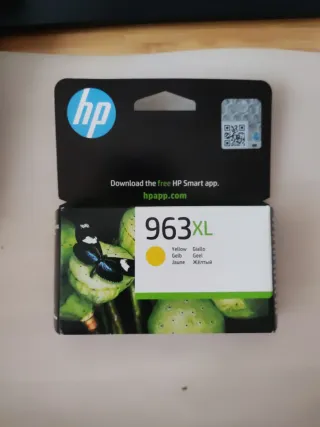 hp
Download the free HP Smart app.
hpapp.com
963XL
Yellow Giallo
Gelb Geel
Jaune Жёлтый